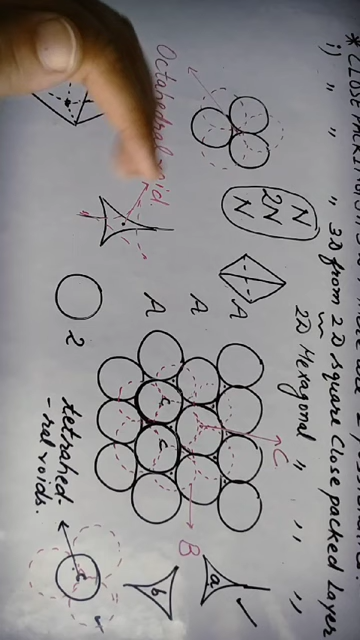 * CLOSE PACKING
i) " " " 3D from 2D square Close packed Layer
2D Hexagonal " " "
N
2N
N
Octahedral void.
A
A
A
C
B
c
c
2
a
b
a
tetrahed-
-ral voids.